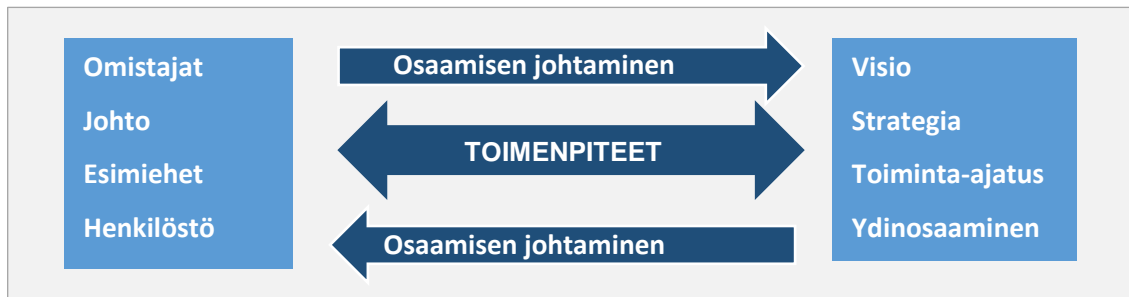 Omistajat
Johto
Esimiehet
Henkilöstö
Osaamisen johtaminen
TOIMENPITEET
Osaamisen johtaminen
Visio
Strategia
Toiminta-ajatus
Ydinosaaminen